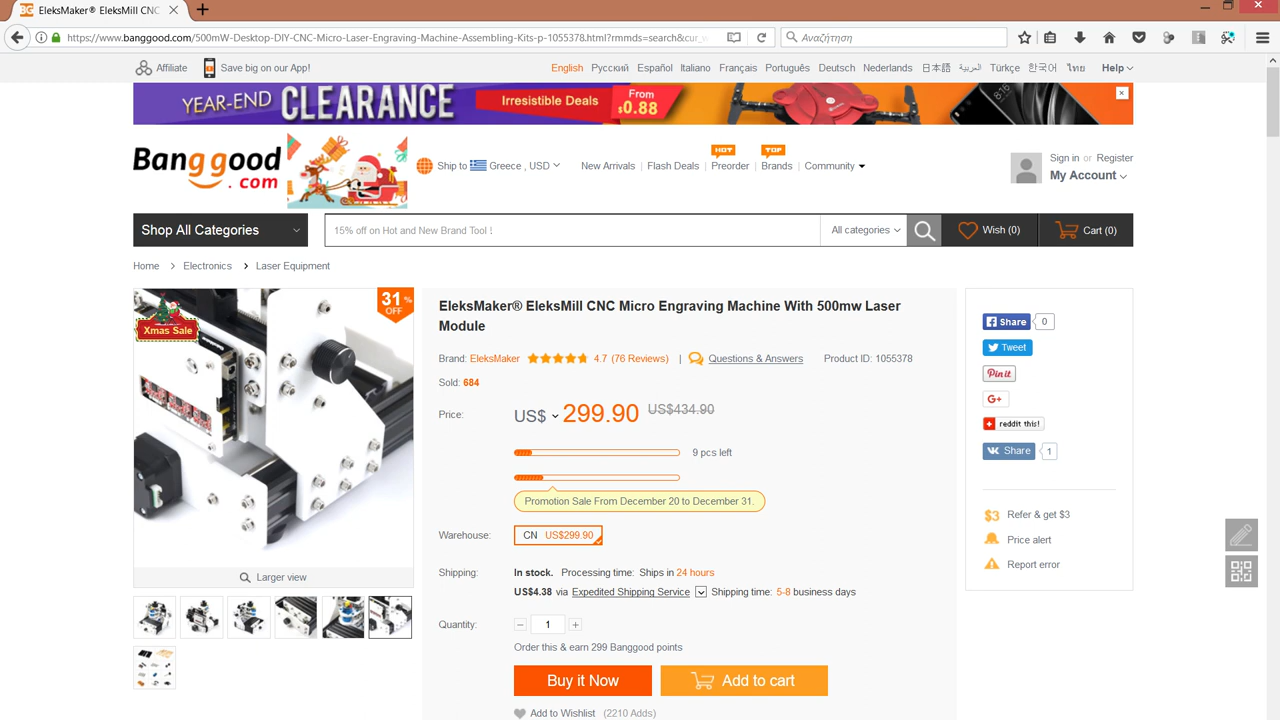 EleksMaker® EleksMill CNC
https://www.banggood.com/500mW-Desktop-DIY-CNC-Micro-Laser-Engraving-Machine-Assembling-Kits-p-1055378.html?rmmds=search&cur_
Αναζήτηση
Affiliate
Save big on our App!
English Русский Español Italiano Français Português Deutsch Nederlands 日本語 العربية Türkçe 한국어 ไทย Help
YEAR-END CLEARANCE Irresistible Deals From $0.88
Banggood.com
Ship to Greece , USD
New Arrivals Flash Deals Preorder Brands Community
HOT TOP
Sign in or Register
My Account
Shop All Categories
15% off on Hot and New Brand Tool !
All categories
Wish (0)
Cart (0)
Home > Electronics > Laser Equipment
31% OFF
Xmas Sale
Larger view
EleksMaker® EleksMill CNC Micro Engraving Machine With 500mw Laser
Module
Brand: EleksMaker 4.7 (76 Reviews) | Questions & Answers Product ID: 1055378
Sold: 684
Price: US$ 299.90 US$434.90
9 pcs left
Promotion Sale From December 20 to December 31.
Warehouse: CN US$299.90
Shipping: In stock. Processing time: Ships in 24 hours
US$4.38 via Expedited Shipping Service Shipping time: 5-8 business days
Quantity: − 1 +
Order this & earn 299 Banggood points
Buy it Now
Add to cart
Add to Wishlist (2210 Adds)
Share 0
Tweet
Pin it
G+
reddit this!
Share 1
$3 Refer & get $3
Price alert
Report error